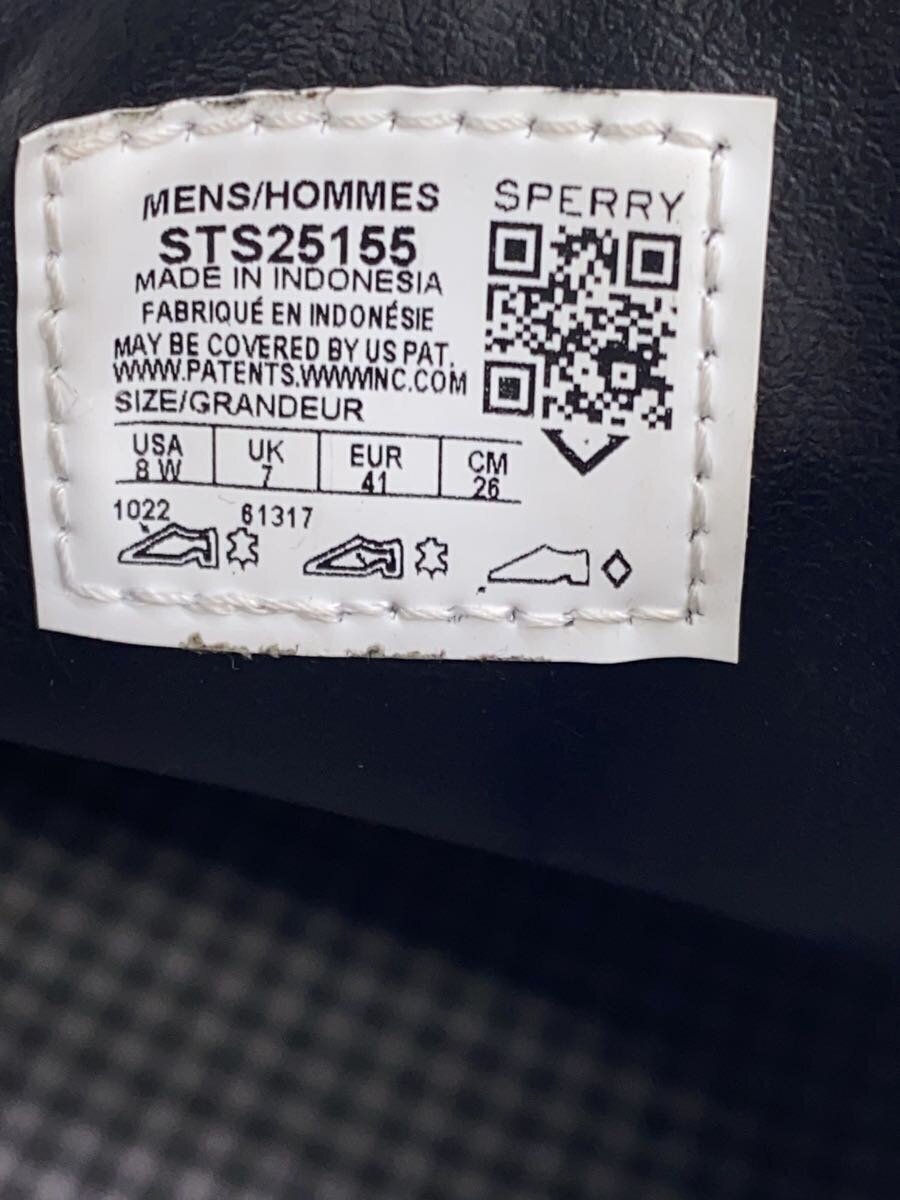 MENS/HOMMES
SPERRY
STS25155
MADE IN INDONESIA
FABRIQUÉ EN INDONÉSIE
MAY BE COVERED BY US PAT.
WWW.PATENTS.WWWINC.COM
SIZE/GRANDEUR
USA UK EUR CM
8 W 7 41 26
1022 61317